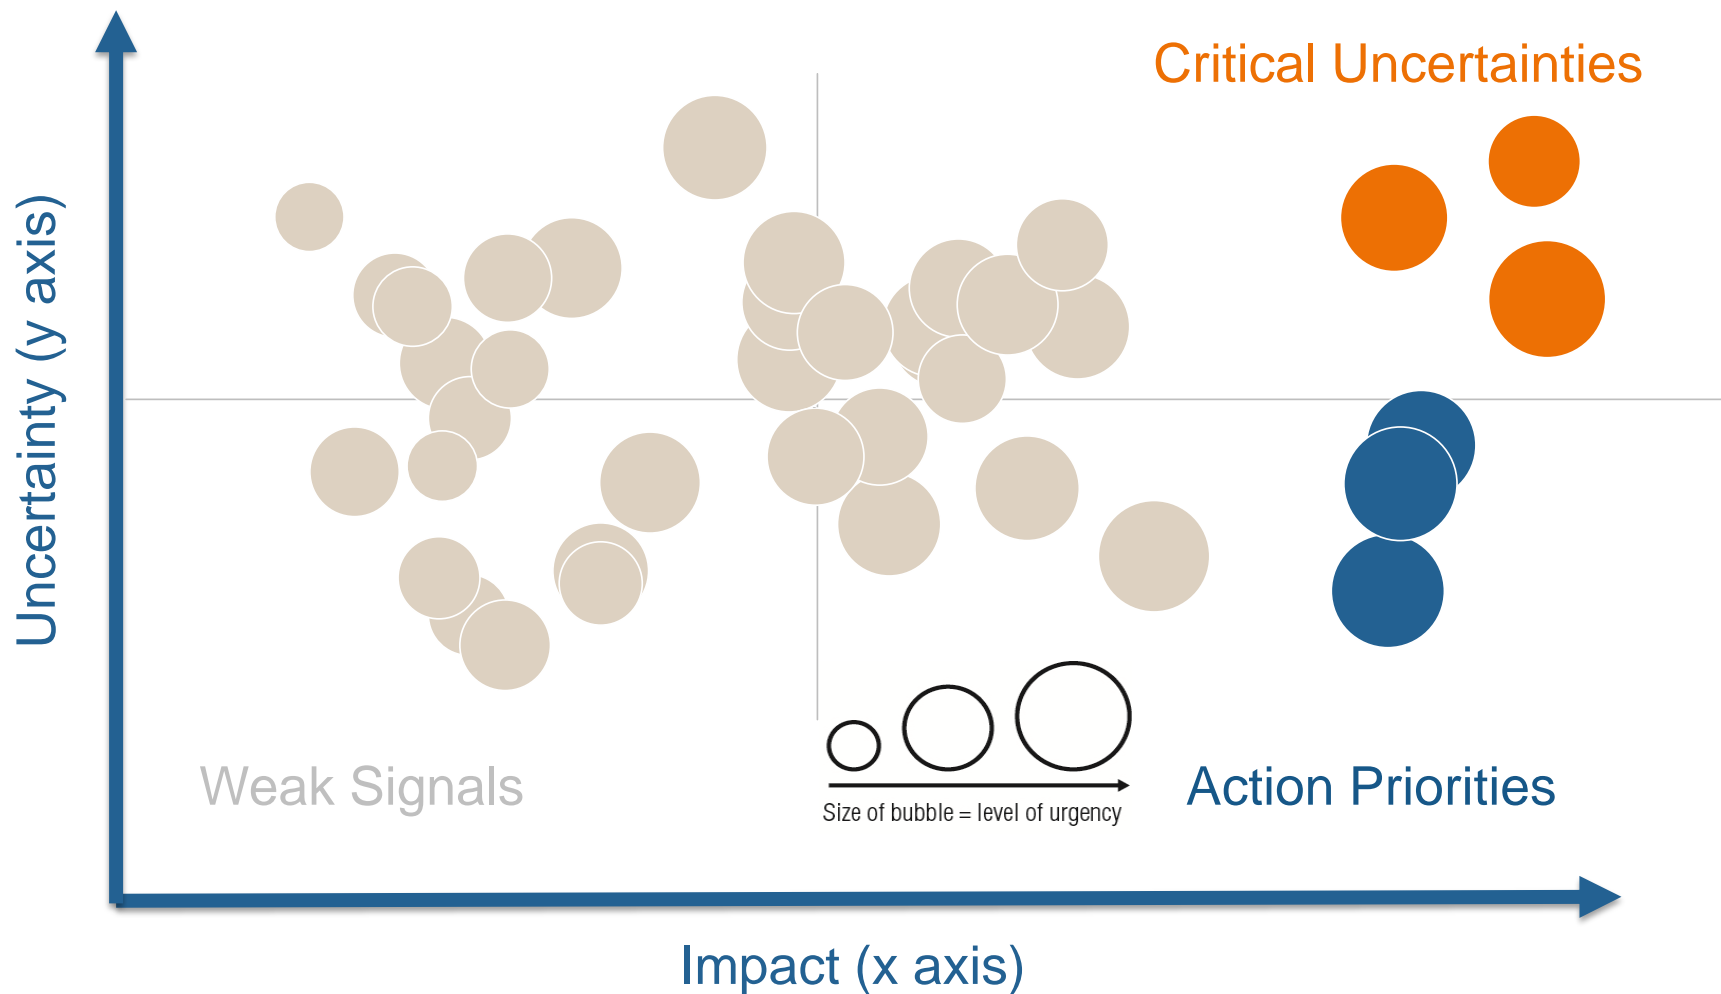 Critical Uncertainties
Uncertainty (y axis)
Weak Signals
Size of bubble = level of urgency
Action Priorities
Impact (x axis)